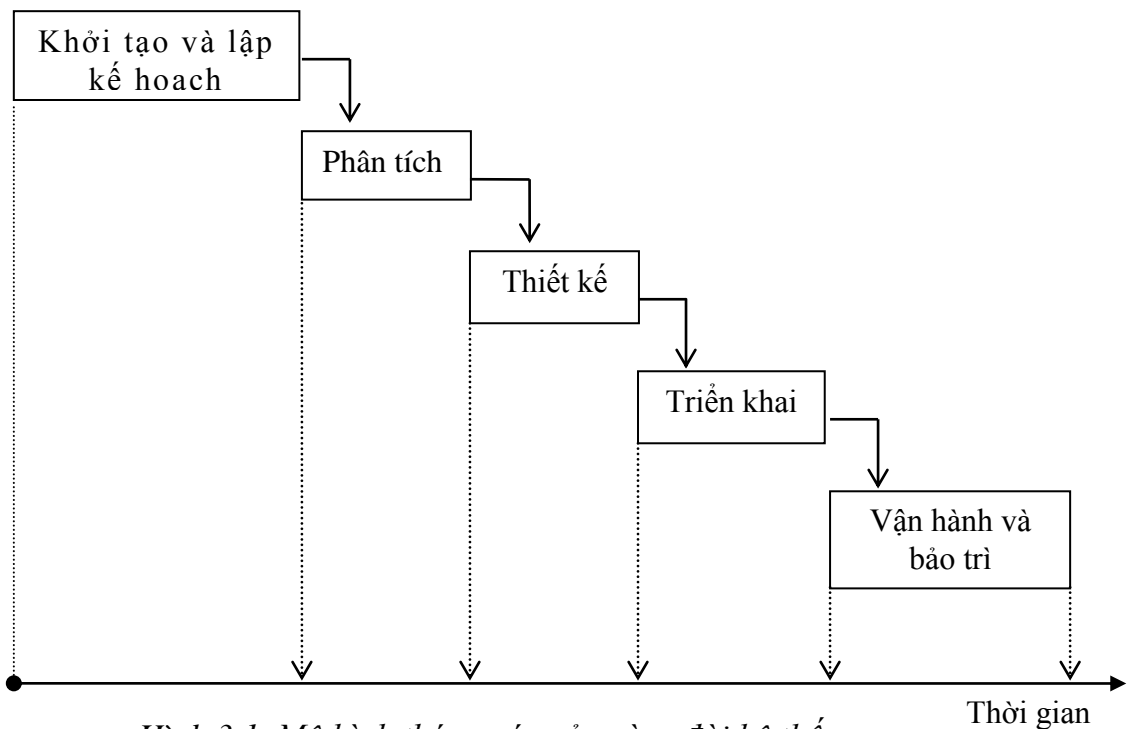 Khởi tạo và lập
kế hoach
Phân tích
Thiết kế
Triển khai
Vận hành và
bảo trì
Thời gian